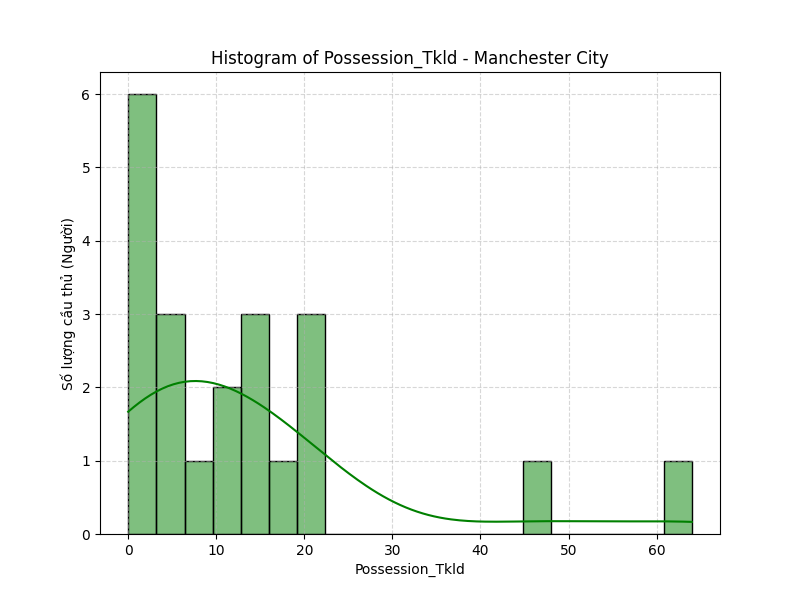 Histogram of Possession_Tkld - Manchester City
6
5
4
3
2
1
0
Số lượng cầu thủ (Người)
0 10 20 30 40 50 60
Possession_Tkld